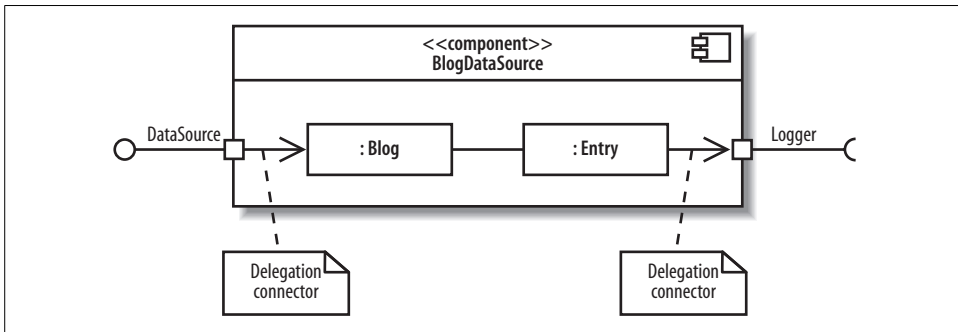 <<component>>
BlogDataSource
DataSource
: Blog
: Entry
Logger
Delegation
connector
Delegation
connector